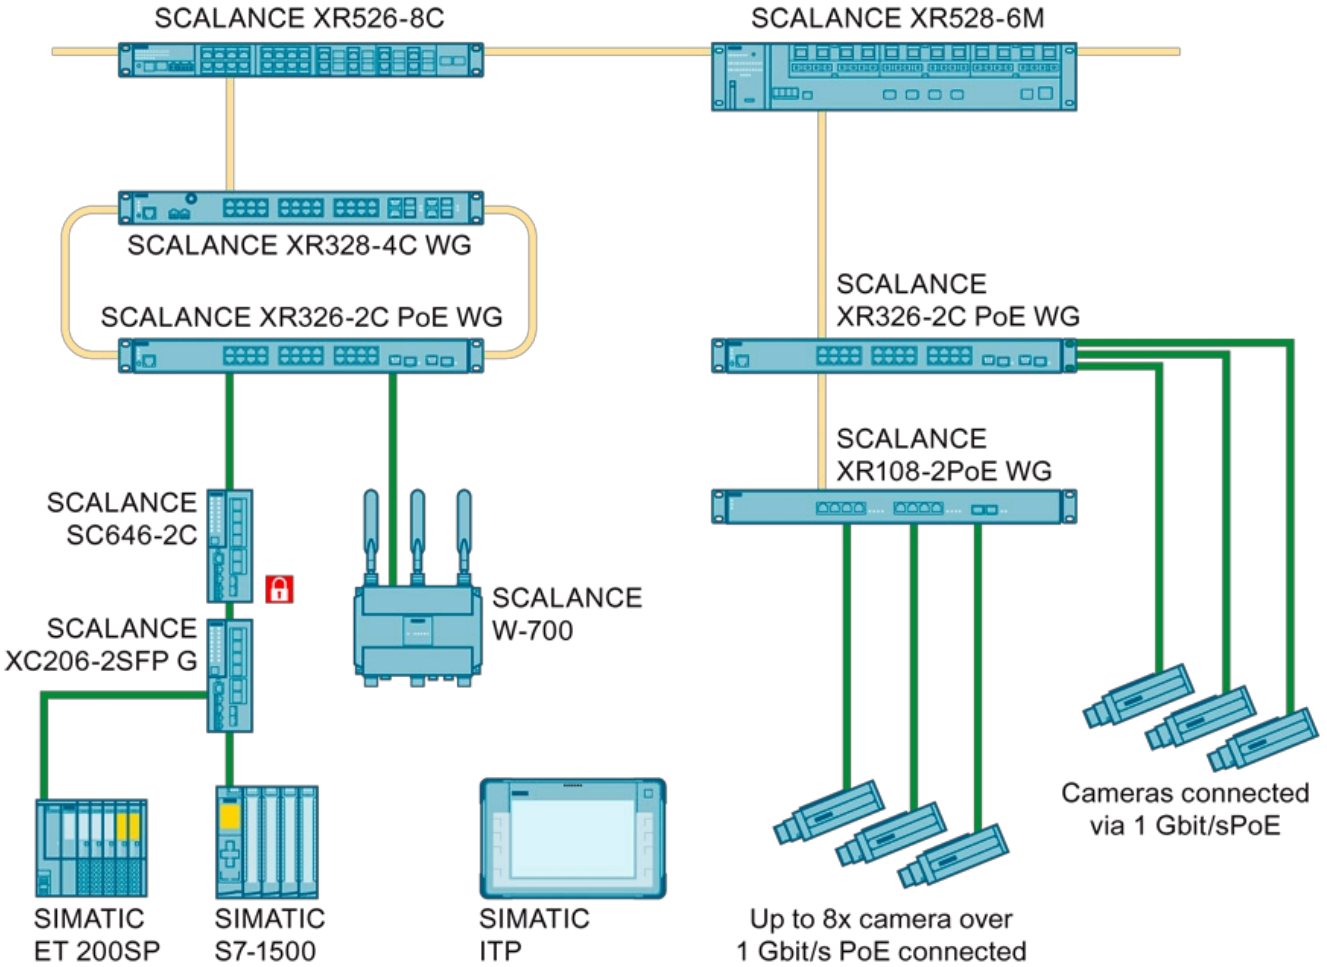 SCALANCE XR526-8C
SCALANCE XR528-6M
SCALANCE XR328-4C WG
SCALANCE XR326-2C PoE WG
SCALANCE
XR326-2C PoE WG
SCALANCE
XR108-2PoE WG
SCALANCE
SC646-2C
SCALANCE
W-700
SCALANCE
XC206-2SFP G
Cameras connected
via 1 Gbit/sPoE
SIMATIC
ET 200SP
SIMATIC
S7-1500
SIMATIC
ITP
Up to 8x camera over
1 Gbit/s PoE connected